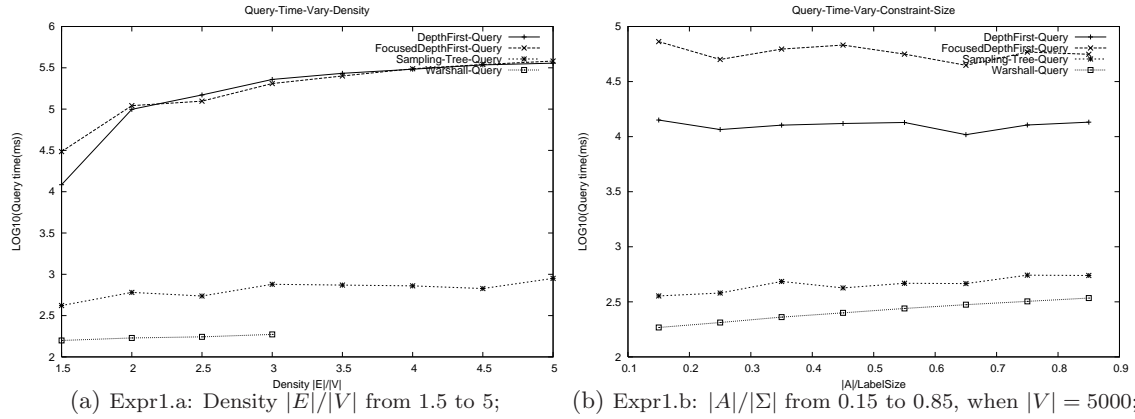 Query-Time-Vary-Density
LOG10(Query time(ms))
6
5.5
5
4.5
4
3.5
3
2.5
2
DepthFirst-Query
FocusedDepthFirst-Query
Sampling-Tree-Query
Warshall-Query
1.5 2 2.5 3 3.5 4 4.5 5
Density |E|/|V|
(a) Expr1.a: Density |E|/|V| from 1.5 to 5;
Query-Time-Vary-Constraint-Size
LOG10(Query time(ms))
5
4.5
4
3.5
3
2.5
2
DepthFirst-Query
FocusedDepthFirst-Query
Sampling-Tree-Query
Warshall-Query
0.1 0.2 0.3 0.4 0.5 0.6 0.7 0.8 0.9
|A|/LabelSize
(b) Expr1.b: |A|/|Σ| from 0.15 to 0.85, when |V| = 5000;